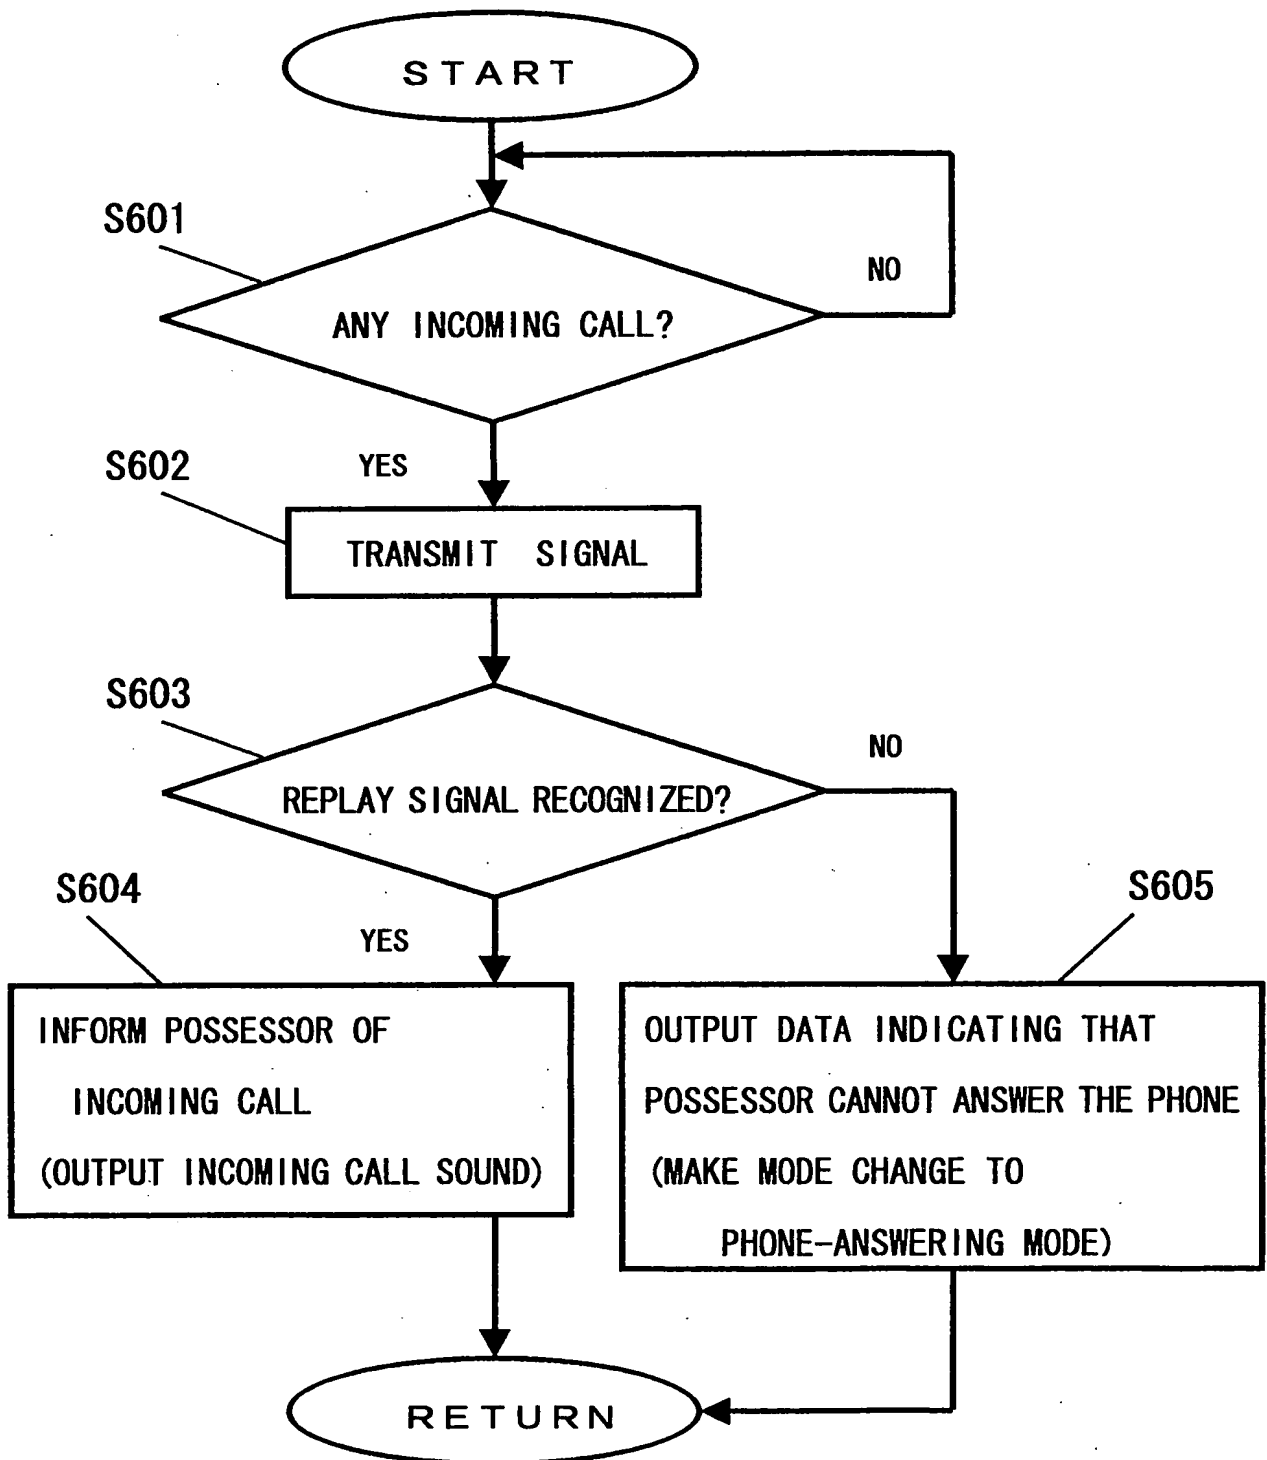 START
S601
NO
ANY INCOMING CALL?
YES
S602
TRANSMIT SIGNAL
S603
NO
REPLAY SIGNAL RECOGNIZED?
S604
YES
S605
INFORM POSSESSOR OF
INCOMING CALL
(OUTPUT INCOMING CALL SOUND)
OUTPUT DATA INDICATING THAT
POSSESSOR CANNOT ANSWER THE PHONE
(MAKE MODE CHANGE TO
PHONE-ANSWERING MODE)
RETURN